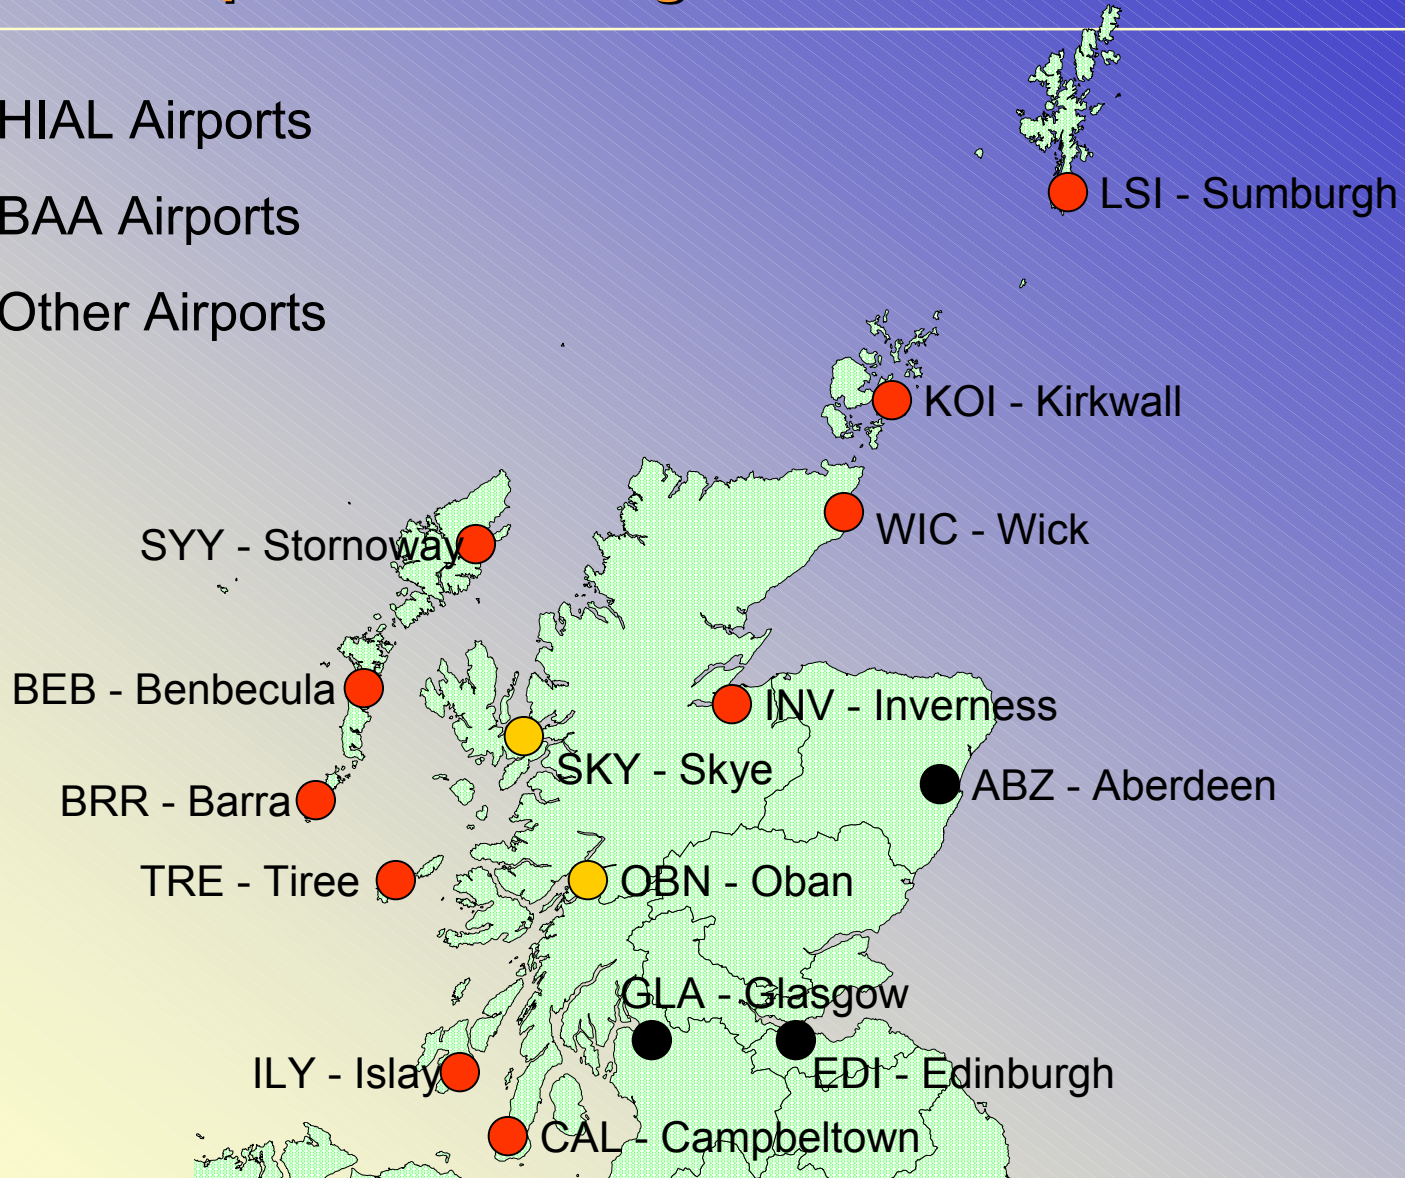 HIAL Airports
BAA Airports
Other Airports
LSI - Sumburgh
KOI - Kirkwall
WIC - Wick
SYY - Stornoway
BEB - Benbecula
INV - Inverness
SKY - Skye
ABZ - Aberdeen
BRR - Barra
TRE - Tiree
OBN - Oban
GLA - Glasgow
ILY - Islay
EDI - Edinburgh
CAL - Campbeltown